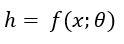 h = f(x; θ)